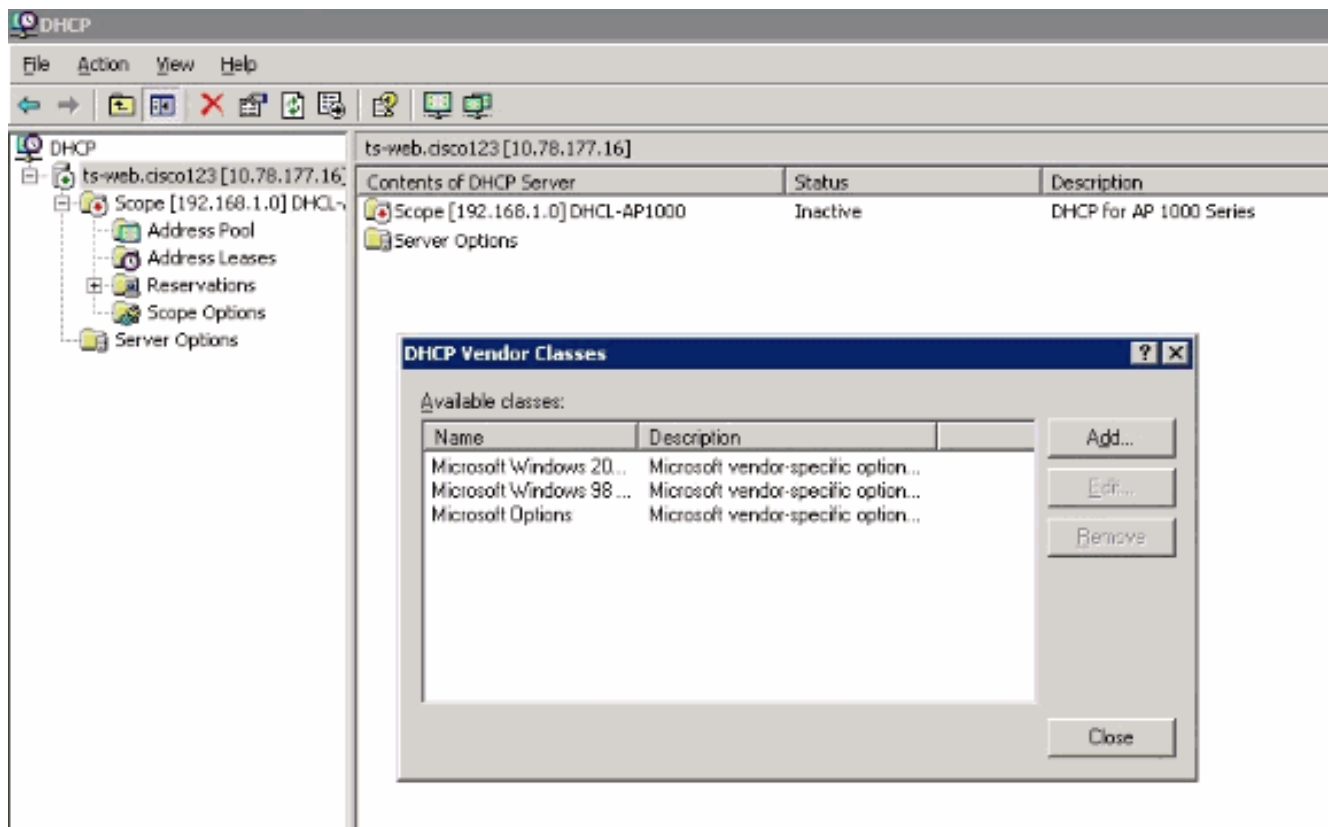 DHCP
File Action View Help
DHCP
ts-web.cisco123 [10.78.177.16]
Scope [192.168.1.0] DHCL-
Address Pool
Address Leases
Reservations
Scope Options
Server Options
ts-web.cisco123 [10.78.177.16]
Contents of DHCP Server Status Description
Scope [192.168.1.0] DHCL-AP1000 Inactive DHCP for AP 1000 Series
Server Options
DHCP Vendor Classes
Available classes:
Name Description
Microsoft Windows 20... Microsoft vendor-specific option...
Microsoft Windows 98 ... Microsoft vendor-specific option...
Microsoft Options Microsoft vendor-specific option...
Add...
Edit...
Remove
Close